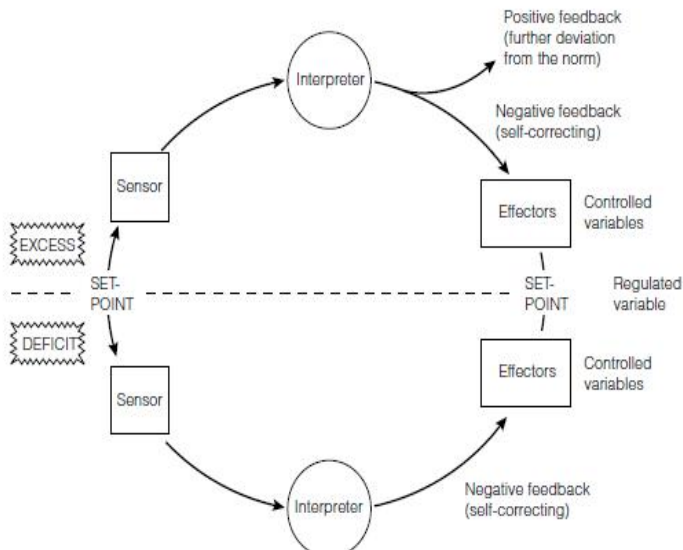 Positive feedback
(further deviation
from the norm)
Interpreter
Negative feedback
(self-correcting)
Sensor
Effectors
Controlled
variables
EXCESS
SET-
POINT
SET-
POINT
Regulated
variable
DEFICIT
Effectors
Controlled
variables
Sensor
Negative feedback
(self-correcting)
Interpreter